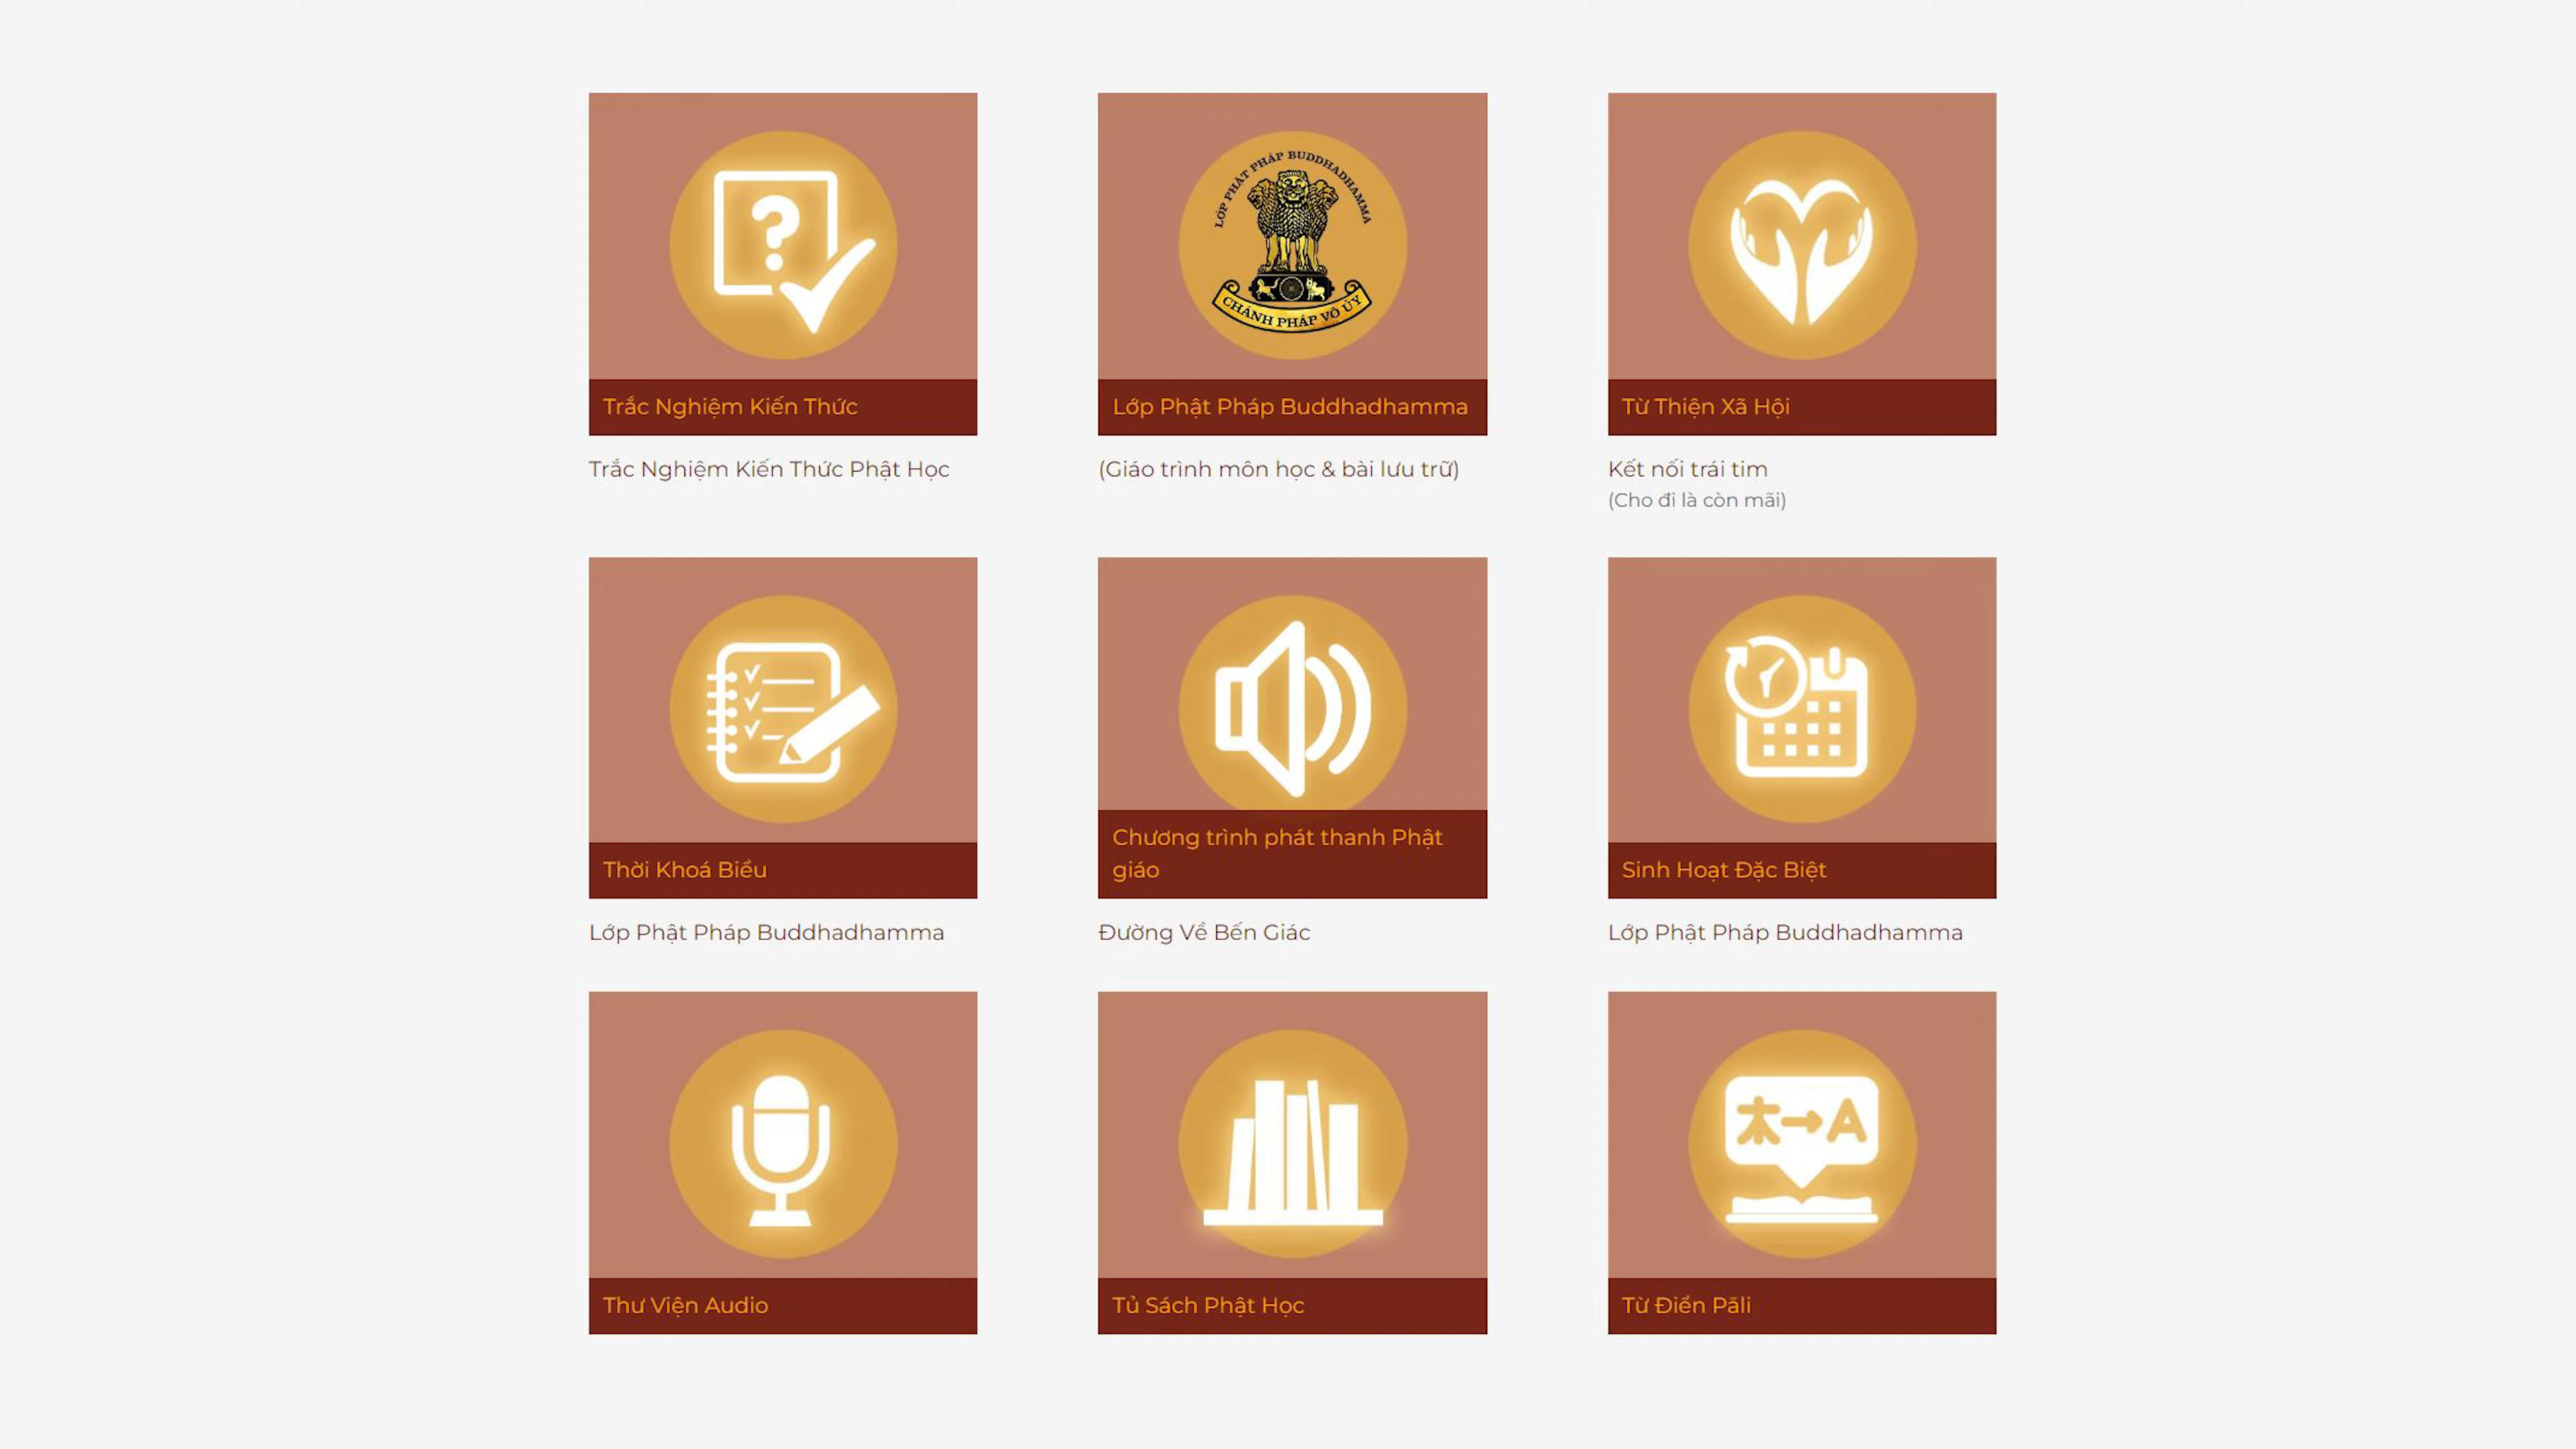 LỚP PHẬT PHÁP BUDDHADHAMMA
CHÁNH PHÁP VÔ ÚY
Trắc Nghiệm Kiến Thức
Lớp Phật Pháp Buddhadhamma
Từ Thiện Xã Hội
Trắc Nghiệm Kiến Thức Phật Học
(Giáo trình môn học & bài lưu trữ)
Kết nối trái tim
(Cho đi là còn mãi)
Thời Khoá Biểu
Chương trình phát thanh Phật
giáo
Sinh Hoạt Đặc Biệt
Lớp Phật Pháp Buddhadhamma
Đường Về Bến Giác
Lớp Phật Pháp Buddhadhamma
木→A
Thư Viện Audio
Tủ Sách Phật Học
Từ Điển Pāli